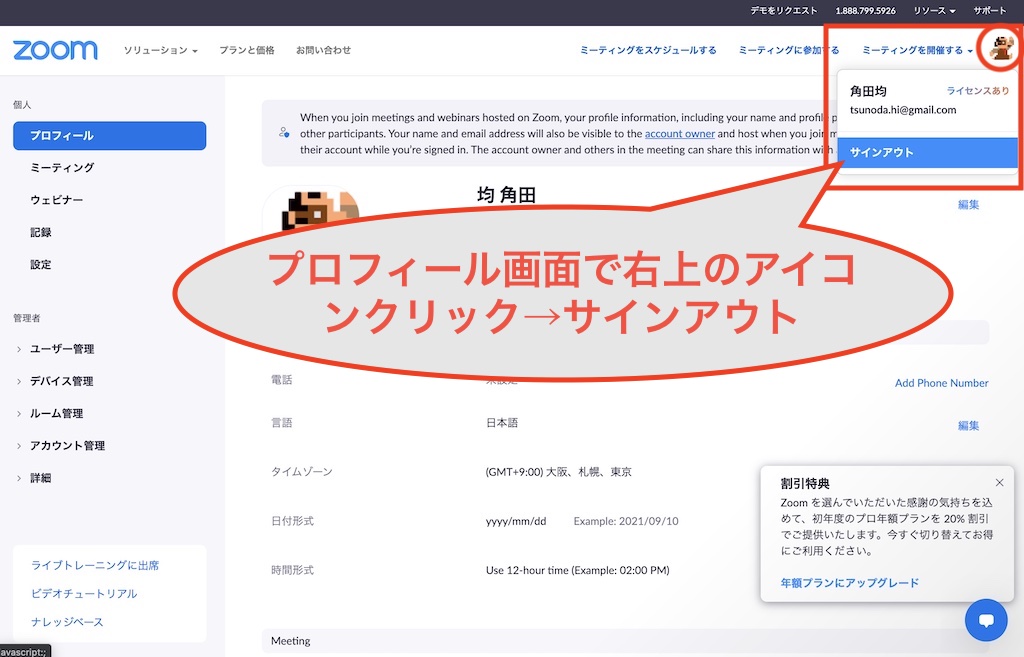 デモをリクエスト 1.888.799.5926 リソース サポート
zoom ソリューション プランと価格 お問い合わせ ミーティングをスケジュールする ミーティングに参加する ミーティングを開催する
角田均 ライセンスあり
tsunoda.hi@gmail.com
サインアウト
個人
プロフィール
ミーティング
ウェビナー
記録
設定
管理者
ユーザー管理
デバイス管理
ルーム管理
アカウント管理
詳細
ライブトレーニングに出席
ビデオチュートリアル
ナレッジベース
avascript:;
When you join meetings and webinars hosted on Zoom, your profile information, including your name and profile p
other participants. Your name and email address will also be visible to the account owner and host when you join m
their account while you're signed in. The account owner and others in the meeting can share this information with
均 角田
編集
プロフィール画面で右上のアイコ
ンクリック→サインアウト
電話 Add Phone Number
言語 日本語 編集
タイムゾーン (GMT+9:00) 大阪、札幌、東京
日付形式 yyyy/mm/dd Example: 2021/09/10
時間形式 Use 12-hour time (Example: 02:00 PM)
Meeting
割引特典
Zoom を選んでいただいた感謝の気持ちを込
めて、初年度のプロ年額プランを 20% 割引
でご提供いたします。今すぐ切り替えてお得
にご利用ください。
年額プランにアップグレード